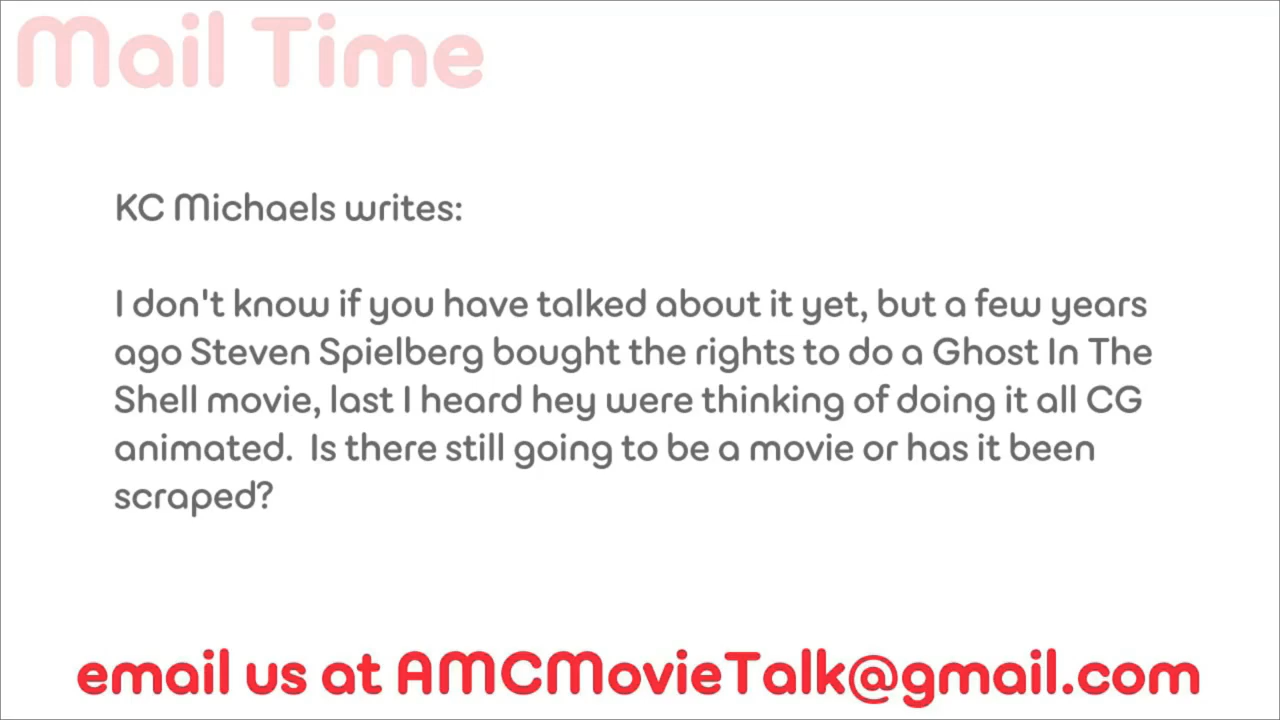 Mail Time
KC Michaels writes:
I don't know if you have talked about it yet, but a few years
ago Steven Spielberg bought the rights to do a Ghost In The
Shell movie, last I heard hey were thinking of doing it all CG
animated.  Is there still going to be a movie or has it been
scraped?
email us at AMCMovieTalk@gmail.com